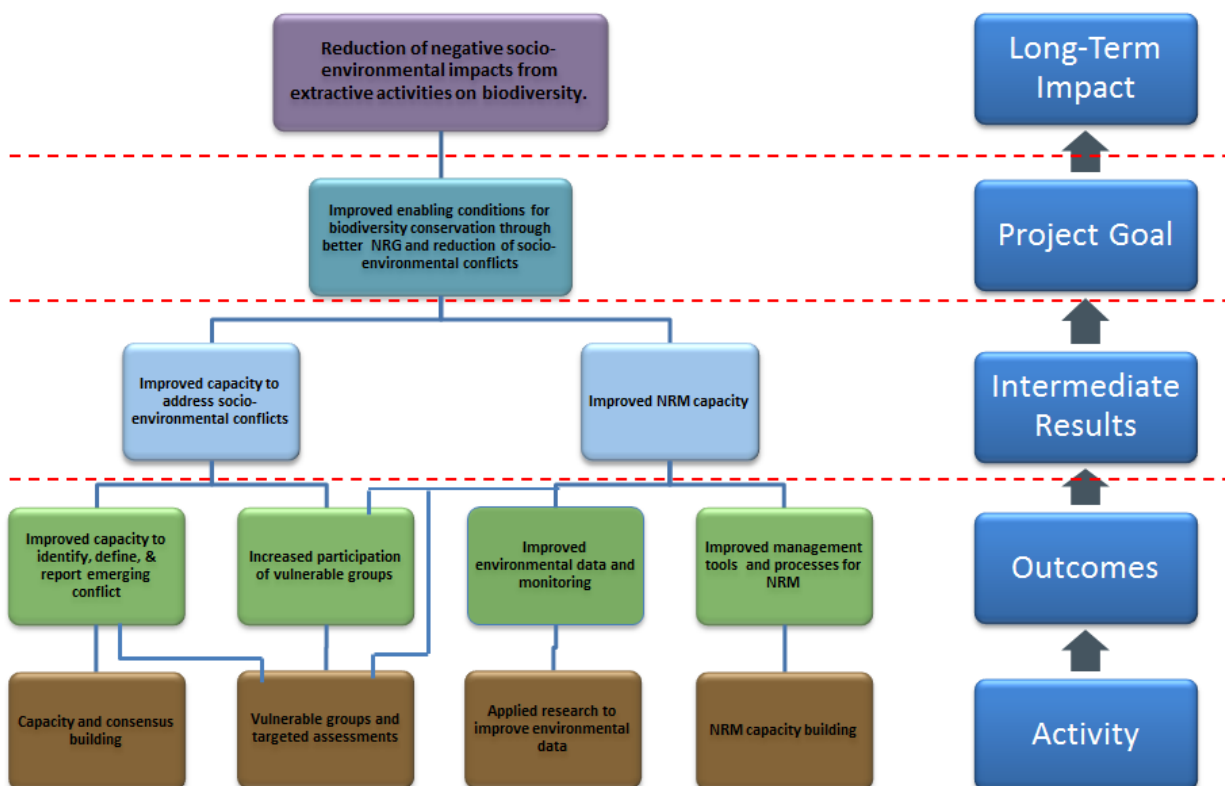 Reduction of negative socio-
environmental impacts from
extractive activities on biodiversity.
Long-Term
Impact
Improved enabling conditions for
biodiversity conservation through
better NRG and reduction of socio-
environmental conflicts
Project Goal
Improved capacity to
address socio-
environmental conflicts
Improved NRM capacity
Intermediate
Results
Improved capacity to
identify, define, &
report emerging
conflict
Increased participation
of vulnerable groups
Improved
environmental data and
monitoring
Improved management
tools and processes for
NRM
Outcomes
Capacity and consensus
building
Vulnerable groups and
targeted assessments
Applied research to
improve environmental
data
NRM capacity building
Activity